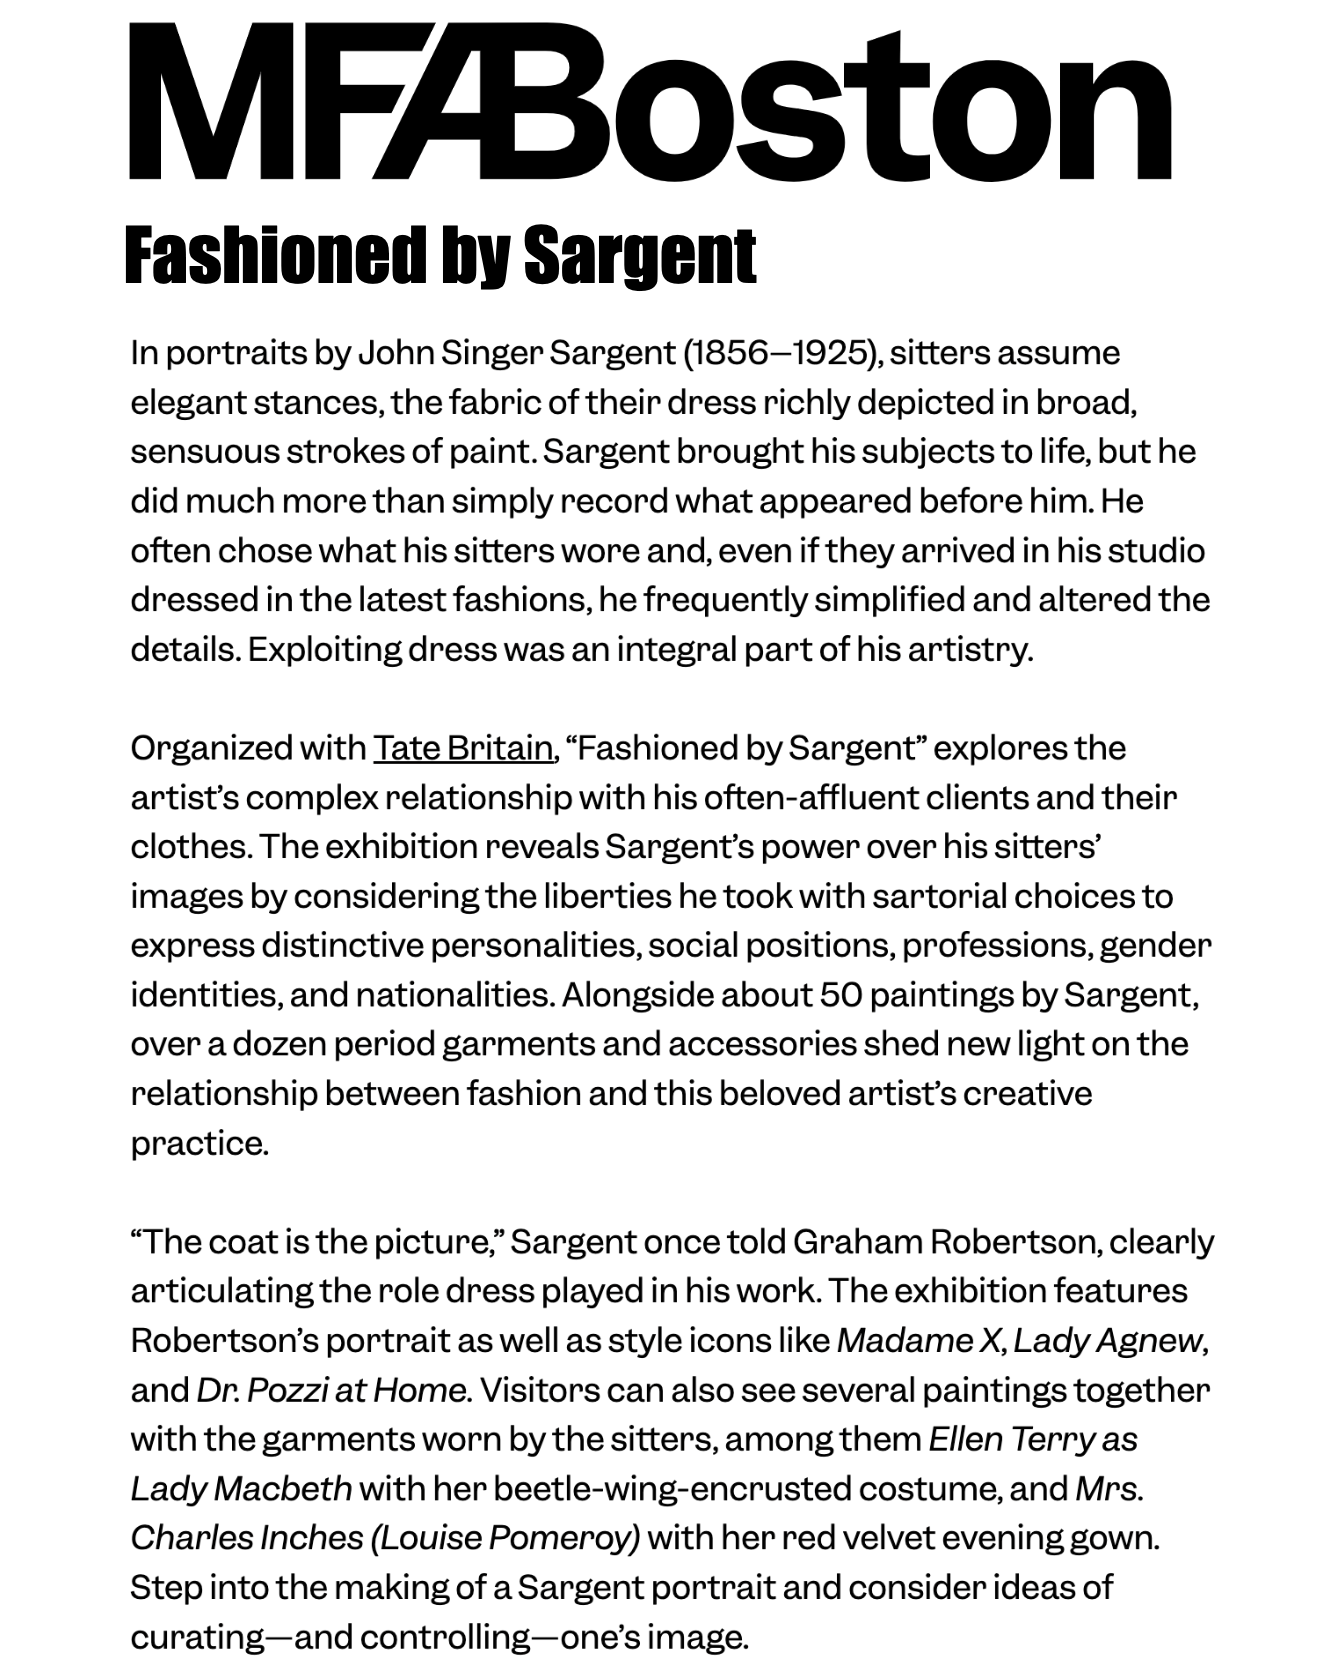 MFABoston
Fashioned by Sargent
In portraits by John Singer Sargent (1856–1925), sitters assume
elegant stances, the fabric of their dress richly depicted in broad,
sensuous strokes of paint. Sargent brought his subjects to life, but he
did much more than simply record what appeared before him. He
often chose what his sitters wore and, even if they arrived in his studio
dressed in the latest fashions, he frequently simplified and altered the
details. Exploiting dress was an integral part of his artistry.
Organized with Tate Britain, “Fashioned by Sargent” explores the
artist’s complex relationship with his often-affluent clients and their
clothes. The exhibition reveals Sargent’s power over his sitters’
images by considering the liberties he took with sartorial choices to
express distinctive personalities, social positions, professions, gender
identities, and nationalities. Alongside about 50 paintings by Sargent,
over a dozen period garments and accessories shed new light on the
relationship between fashion and this beloved artist’s creative
practice.
“The coat is the picture,” Sargent once told Graham Robertson, clearly
articulating the role dress played in his work. The exhibition features
Robertson’s portrait as well as style icons like Madame X, Lady Agnew,
and Dr. Pozzi at Home. Visitors can also see several paintings together
with the garments worn by the sitters, among them Ellen Terry as
Lady Macbeth with her beetle-wing-encrusted costume, and Mrs.
Charles Inches (Louise Pomeroy) with her red velvet evening gown.
Step into the making of a Sargent portrait and consider ideas of
curating—and controlling—one’s image.